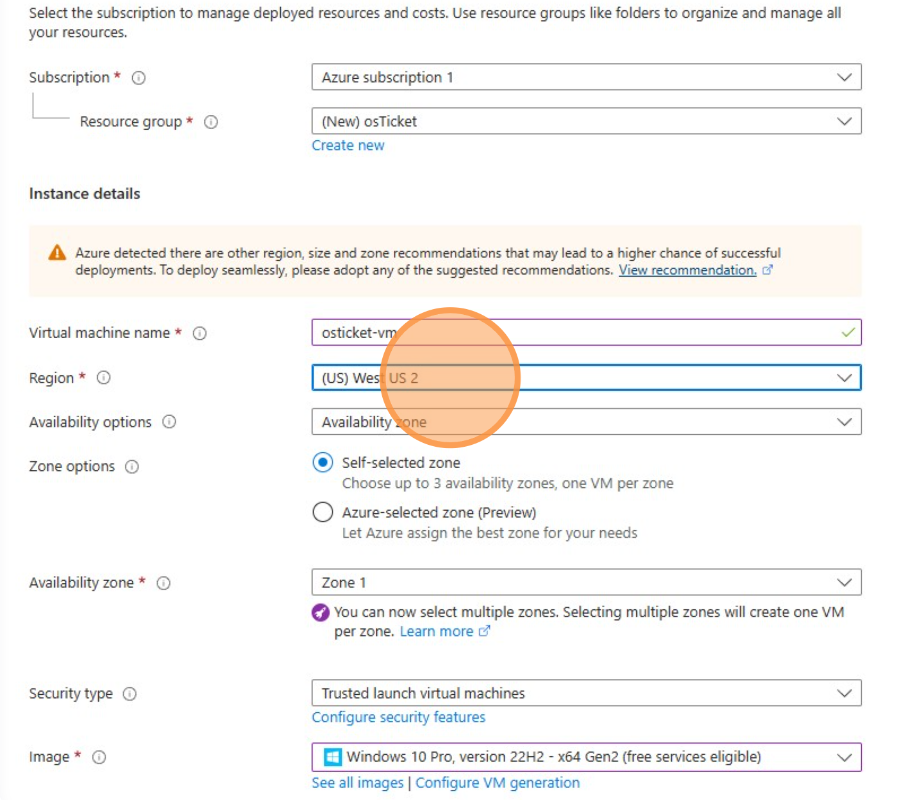 Select the subscription to manage deployed resources and costs. Use resource groups like folders to organize and manage all
your resources.
Subscription *
Azure subscription 1
Resource group *
(New) osTicket
Create new
Instance details
Azure detected there are other region, size and zone recommendations that may lead to a higher chance of successful
deployments. To deploy seamlessly, please adopt any of the suggested recommendations. View recommendation.
Virtual machine name *
osticket-vm
Region *
(US) West US 2
Availability options
Availability zone
Zone options
Self-selected zone
Choose up to 3 availability zones, one VM per zone
Azure-selected zone (Preview)
Let Azure assign the best zone for your needs
Availability zone *
Zone 1
You can now select multiple zones. Selecting multiple zones will create one VM
per zone. Learn more
Security type
Trusted launch virtual machines
Configure security features
Image *
Windows 10 Pro, version 22H2 - x64 Gen2 (free services eligible)
See all images | Configure VM generation